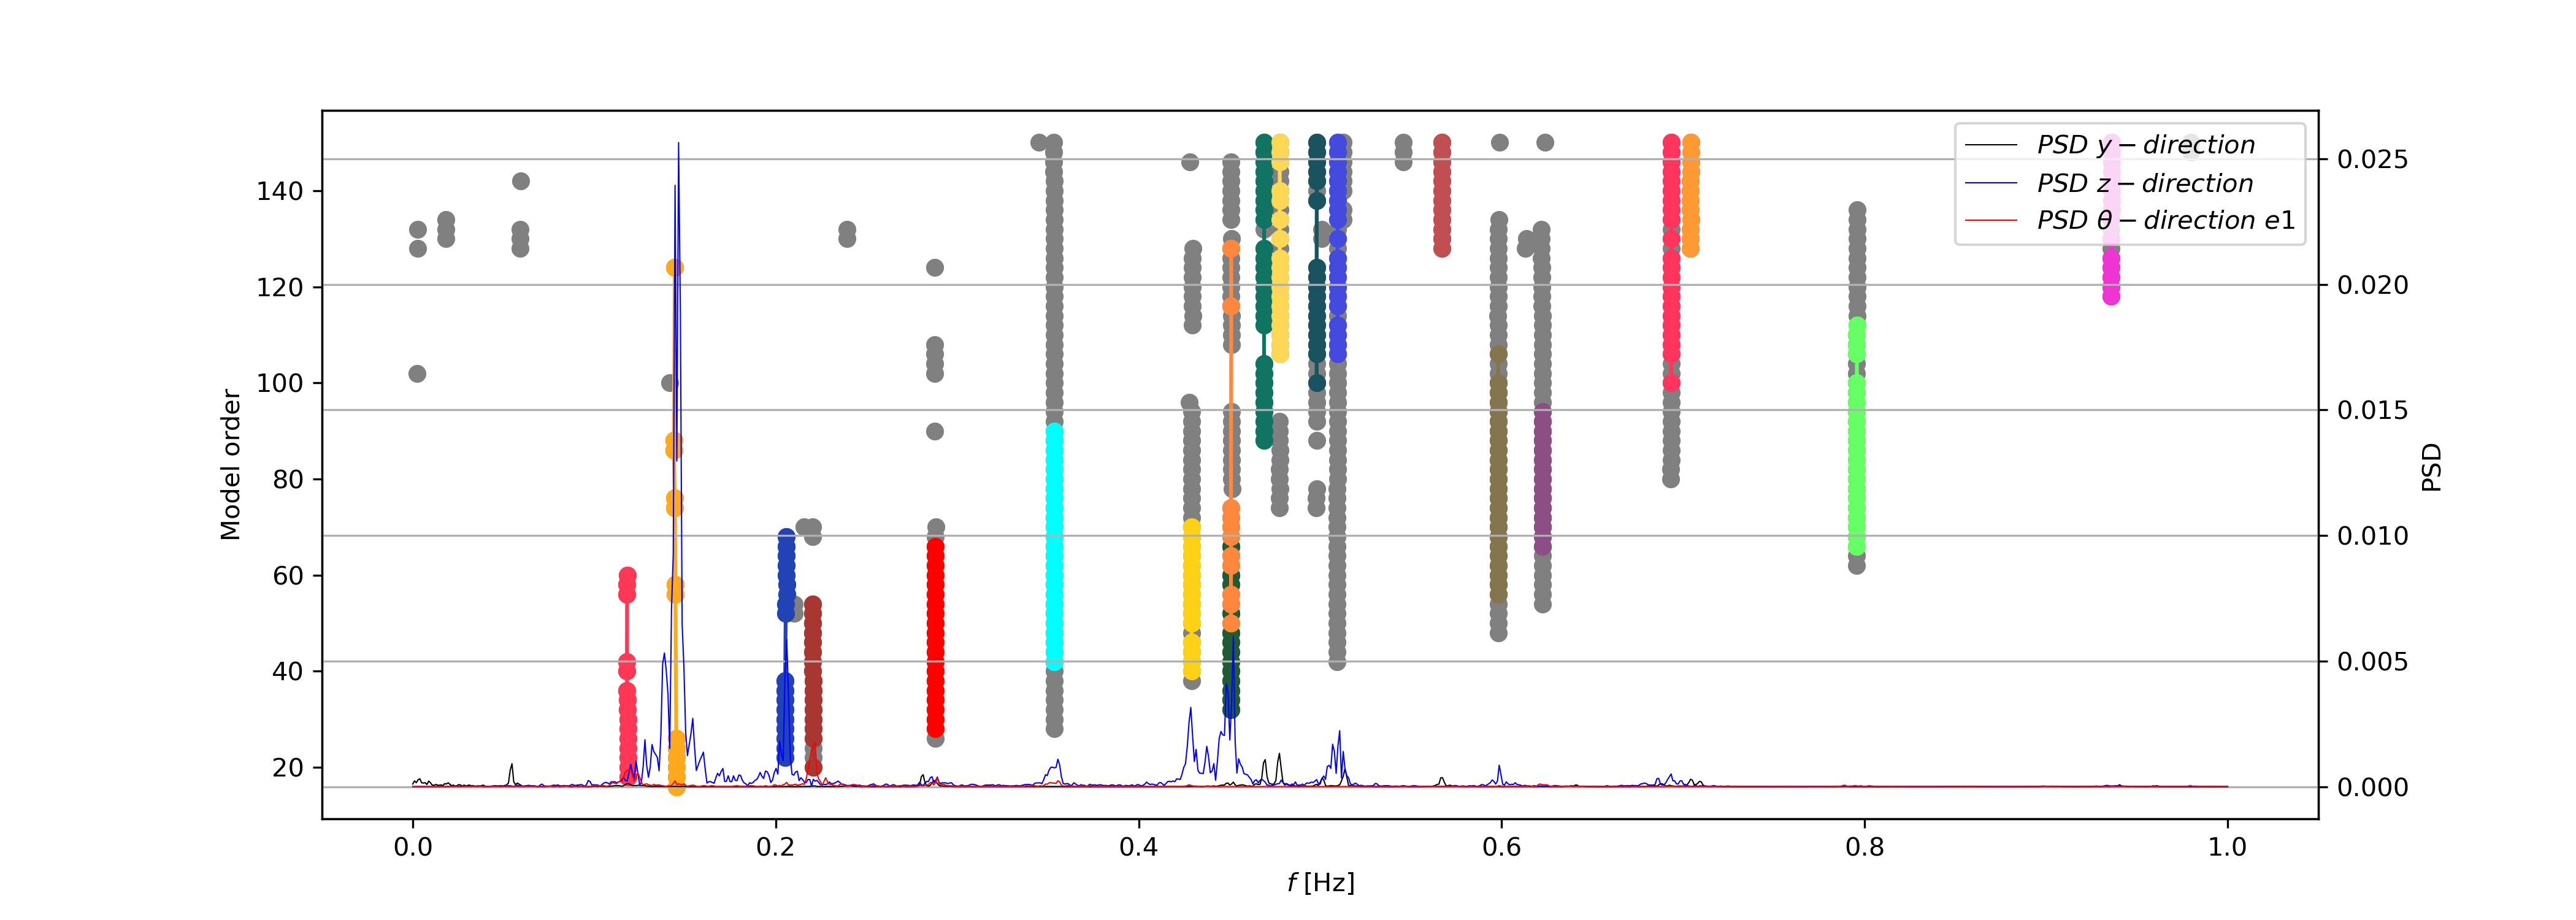 PSD y − direction
PSD z − direction
PSD θ − direction e1
Model order
140
120
100
80
60
40
20
0.025
0.020
0.015
0.010
0.005
0.000
PSD
0.0 0.2 0.4 0.6 0.8 1.0
f [Hz]